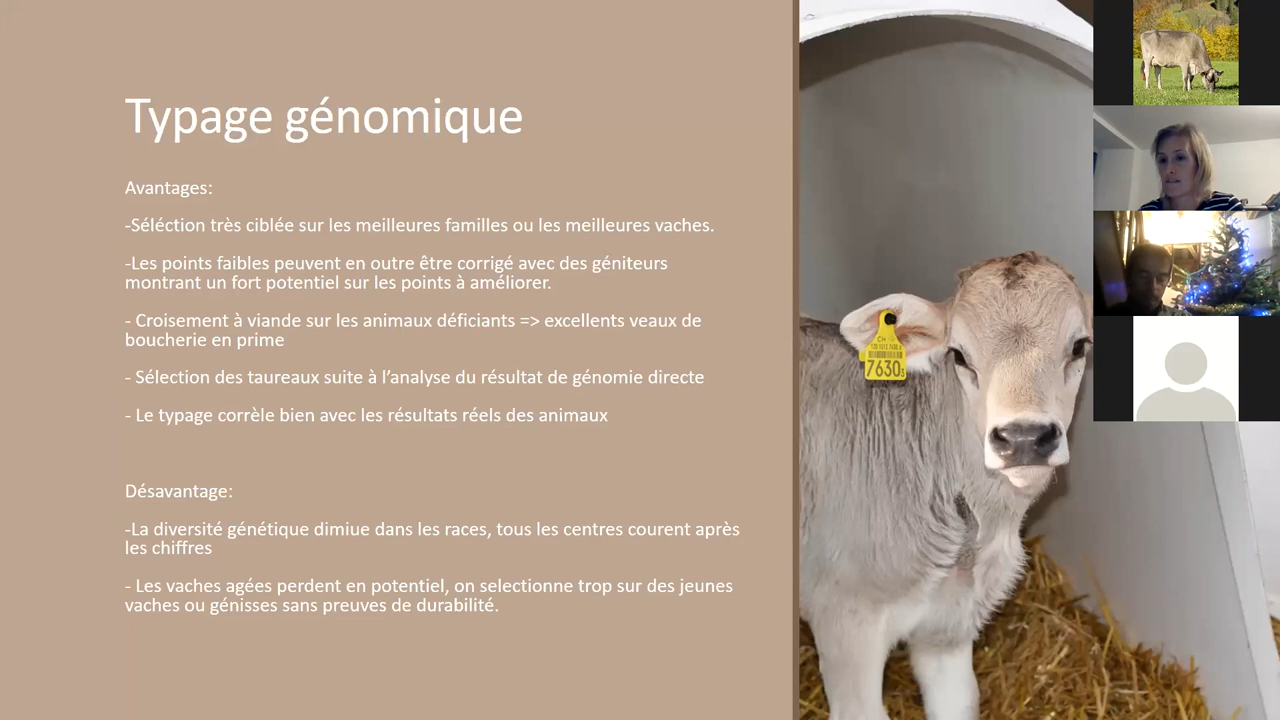 Typage génomique
Avantages:
-Séléction très ciblée sur les meilleures familles ou les meilleures vaches.
-Les points faibles peuvent en outre être corrigé avec des géniteurs
montrant un fort potentiel sur les points à améliorer.
- Croisement à viande sur les animaux déficiants => excellents veaux de
boucherie en prime
- Sélection des taureaux suite à l’analyse du résultat de génomie directe
- Le typage corrèle bien avec les résultats réels des animaux
Désavantage:
-La diversité génétique dimiue dans les races, tous les centres courent après
les chiffres
- Les vaches agées perdent en potentiel, on selectionne trop sur des jeunes
vaches ou génisses sans preuves de durabilité.
CH
7630